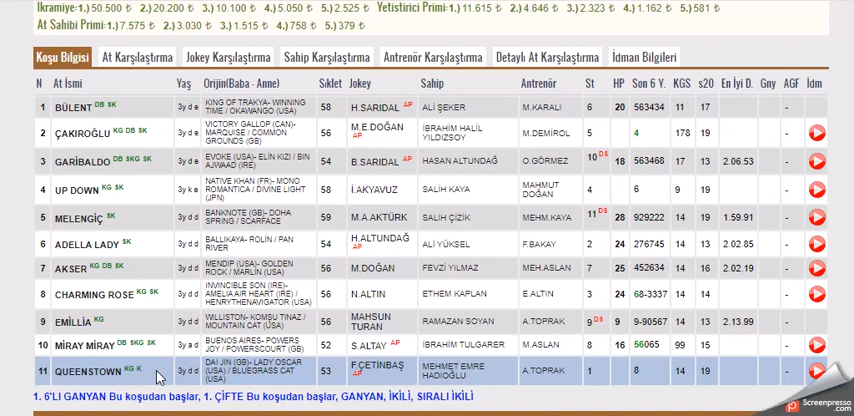 İkramiye:1.) 50.500 ₺ 2.) 20.200 ₺ 3.) 10.100 ₺ 4.) 5.050 ₺ 5.) 2.525 ₺ Yetistirici Primi:1.) 11.615 ₺ 2.) 4.646 ₺ 3.) 2.323 ₺ 4.) 1.162 ₺ 5.) 581 ₺
At Sahibi Primi:1.) 7.575 ₺ 2.) 3.030 ₺ 3.) 1.515 ₺ 4.) 758 ₺ 5.) 379 ₺
Koşu Bilgisi At Karşılaştırma Jokey Karşılaştırma Sahip Karşılaştırma Antrenör Karşılaştırma Detaylı At Karşılaştırma İdman Bilgileri
N At İsmi Yaş Orijin(Baba - Anne) Sıklet Jokey Sahip Antrenör St HP Son 6 Y. KGS s20 En İyi D. Gny AGF İdm
1 BÜLENT DB SK 3y d e KING OF TRAKYA- WINNING TIME / OKAWANGO (USA) 58 H.SARIDAL AP ALİ ŞEKER M.KARALI 6 20 563434 11 17 -
2 ÇAKIROĞLU KG DB SK 3y d e VICTORY GALLOP (CAN)- MARQUISE / COMMON GROUNDS (GB) 56 M.E.DOĞAN AP İBRAHİM HALİL YILDIZSOY M.DEMİROL 5 4 178 19 -
3 GARİBALDO DB SKG SK 3y d e EVOKE (USA)- ELİN KIZI / BIN AJWAAD (IRE) 54 B.SARIDAL AP HASAN ALTUNDAĞ O.GÖRMEZ 10 DS 18 563468 17 13 2.06.53 -
4 UP DOWN KG SK 3y k e NATIVE KHAN (FR)- MONO ROMANTICA / DIVINE LIGHT (JPN) 58 İ.AKYAVUZ SALİH KAYA MAHMUT DOĞAN 4 6 9 19 -
5 MELENGİÇ SK 3y d d BANKNOTE (GB)- DOHA SPRING / SCARFACE 59 M.A.AKTÜRK SALİH ÇİZİK MEHM.KAYA 11 DS 28 929222 14 19 1.59.91 -
6 ADELLA LADY SK 3y d d BALLIKAYA- ROLİN / PAN RIVER 54 H.ALTUNDAĞ AP ALİ YÜKSEL F.BAKAY 2 24 276745 14 13 2.02.85 -
7 AKSER KG DB SK 3y d d MENDIP (USA)- GOLDEN ROCK / MARLIN (USA) 56 M.DOĞAN FEVZİ YILMAZ MEH.ASLAN 7 25 452634 14 16 2.02.19 -
8 CHARMING ROSE KG SK 3y d d INVINCIBLE SON (IRE)- AMELIA AIR HEART (IRE) / HENRYTHENAVIGATOR (USA) 56 N.ALTIN ETHEM KAPLAN E.ALTIN 3 24 68-3337 14 14 -
9 EMİLLİA KG 3y d d WILLISTON- KOMŞU TINAZ / MOUNTAIN CAT (USA) 56 MAHSUN TURAN RAMAZAN SOYAN A.TOPRAK 9 DS 9 9-90567 14 13 2.13.99 -
10 MİRAY MİRAY DB SKG SK 3y a d BUENOS AIRES- POWERS JOY / POWERSCOURT (GB) 52 S.ALTAY AP İBRAHİM TULGARER M.ASLAN 8 16 56065 99 15 -
11 QUEENSTOWN KG K 3y d d DAI JIN (GB)- LADY OSCAR (USA) / BLUEGRASS CAT (USA) 53 F.ÇETİNBAŞ AP MEHMET EMRE HADİOĞLU A.TOPRAK 1 8 14 19 -
1. 6'LI GANYAN Bu koşudan başlar, 1. ÇİFTE Bu koşudan başlar, GANYAN, İKİLİ, SIRALI İKİLİ
Screenpresso
.com